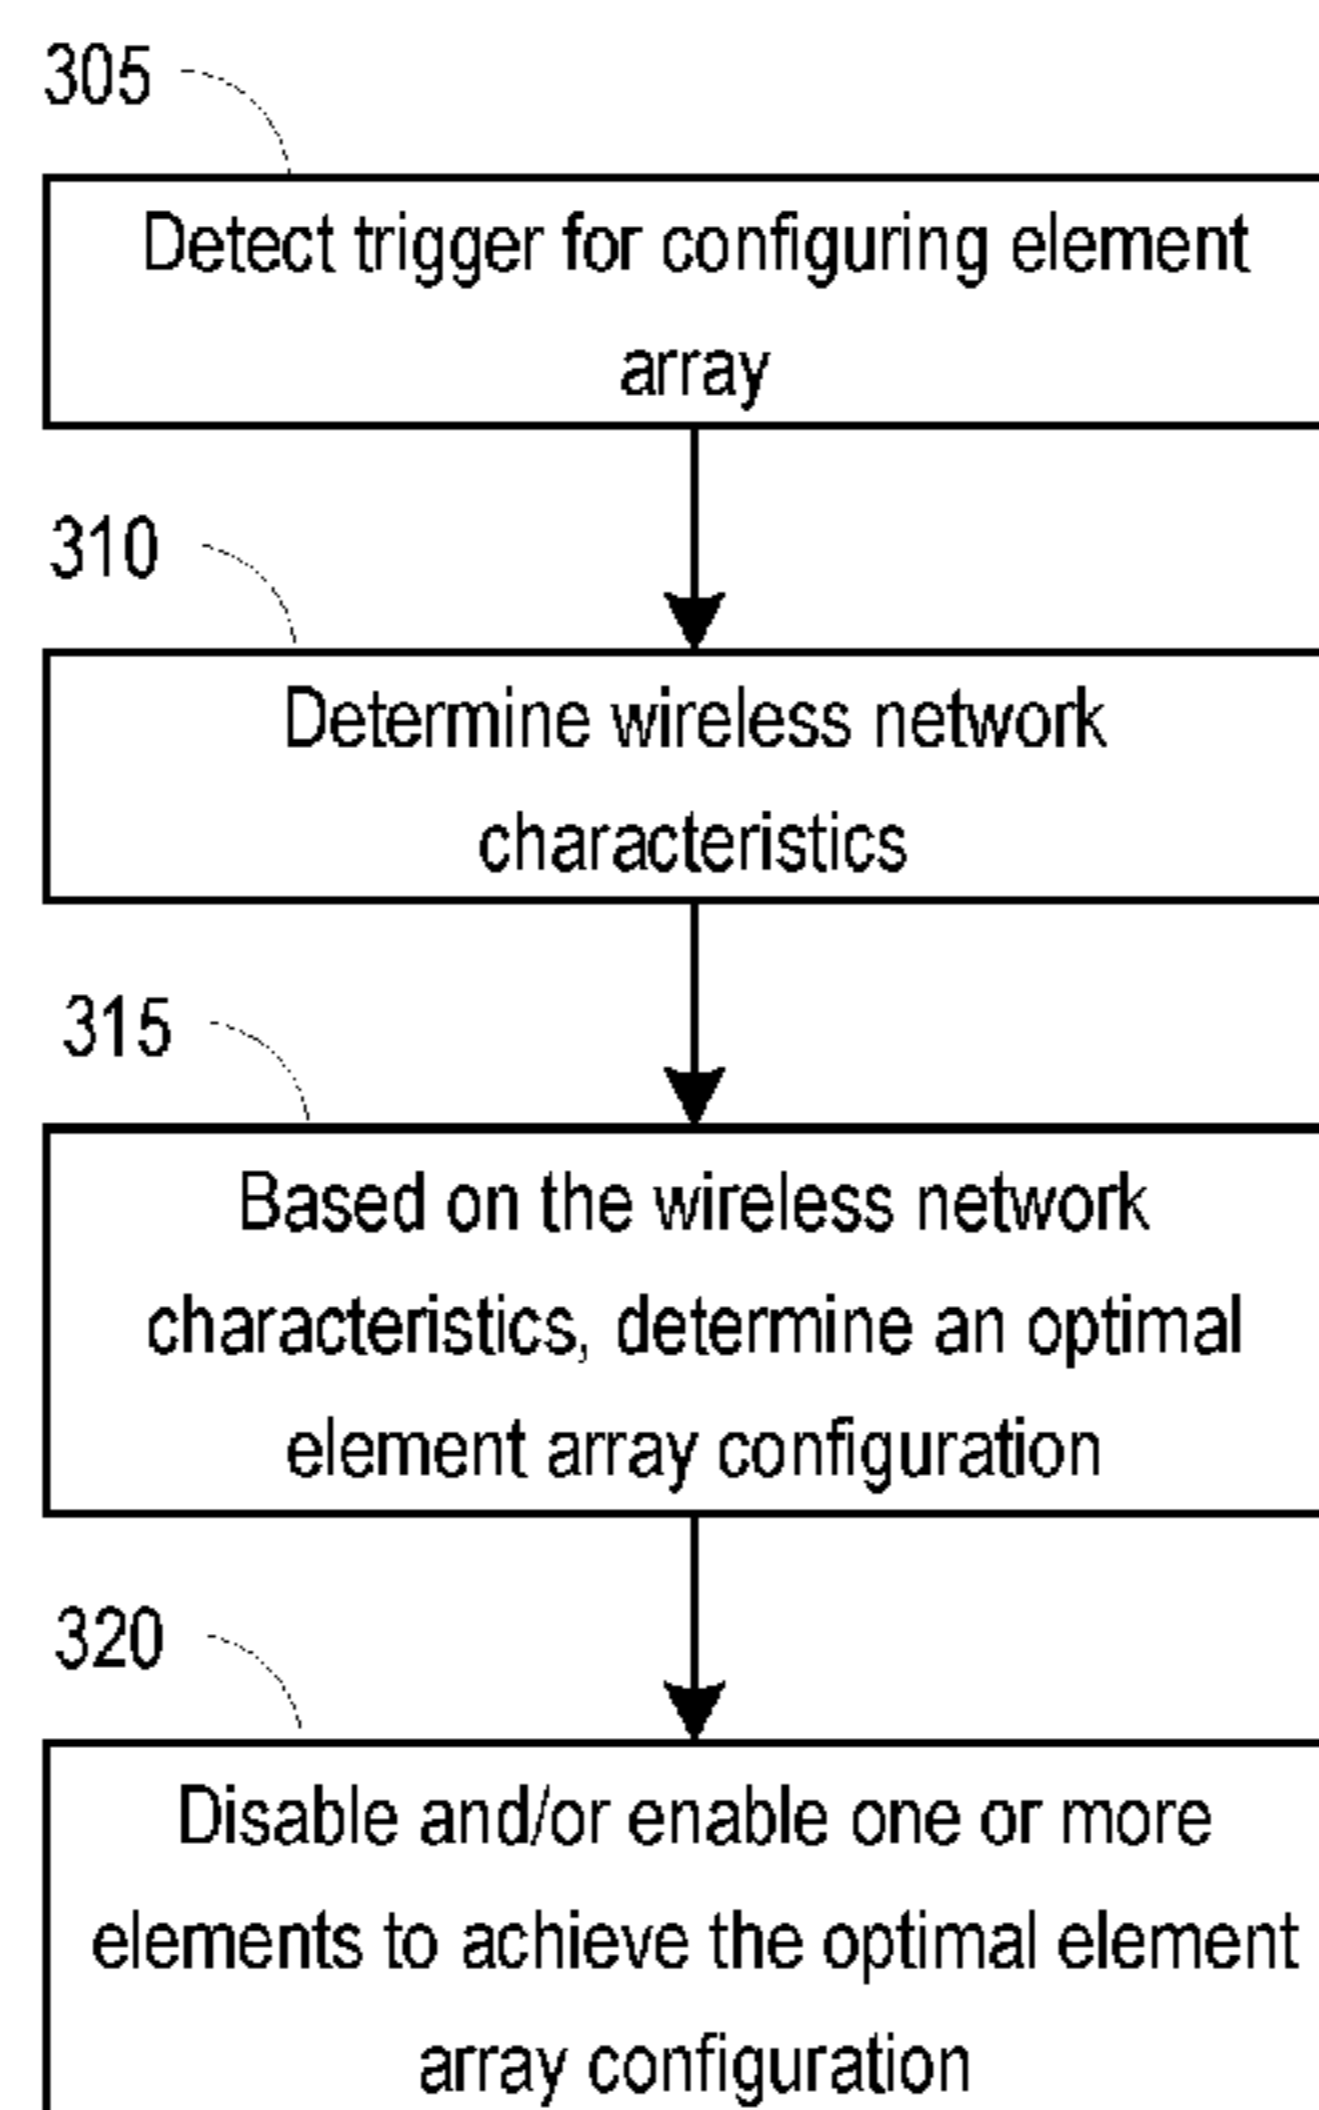 305
Detect trigger for configuring element
array
310
Determine wireless network
characteristics
315
Based on the wireless network
characteristics, determine an optimal
element array configuration
320
Disable and/or enable one or more
elements to achieve the optimal element
array configuration